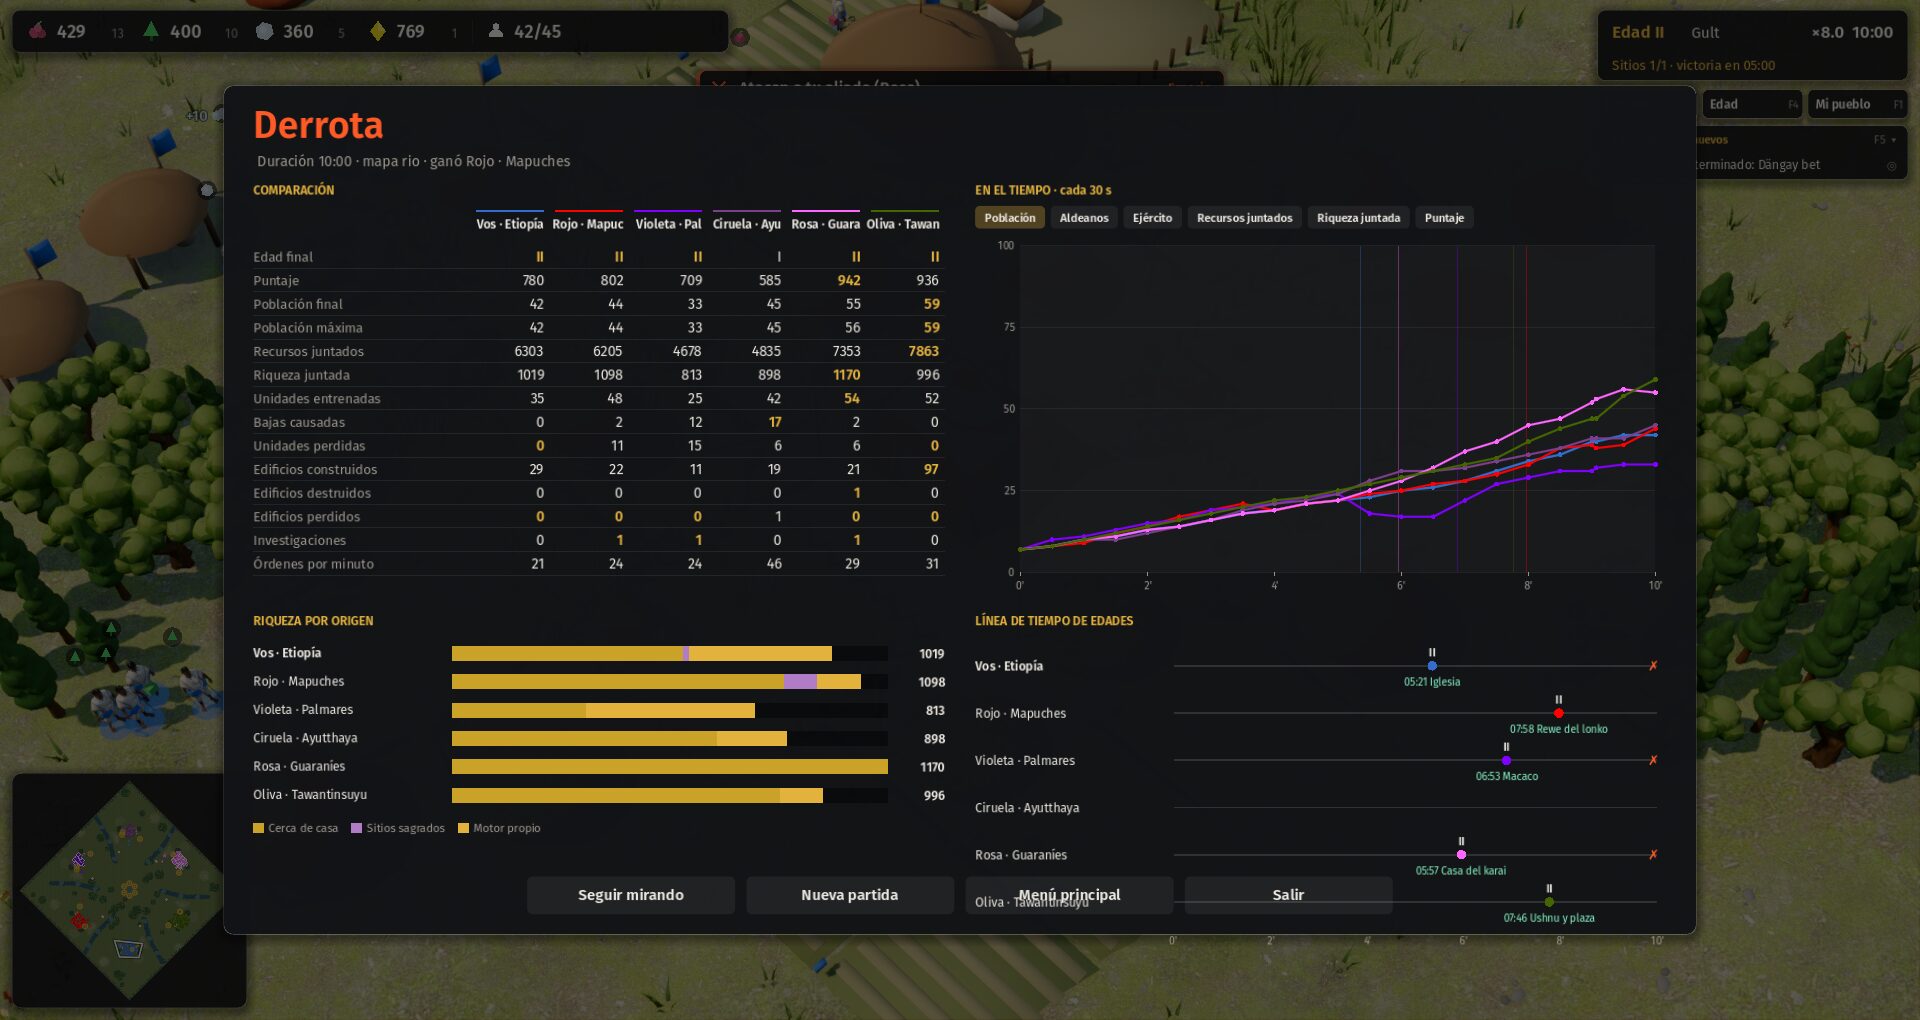 429 13 400 10 360 5 769 1 42/45
Edad II Gult ×8.0 10:00
Sitios 1/1 · victoria en 05:00
Edad F4 Mi pueblo F1
F5
terminado: Dängay bet
+10
Derrota
Duración 10:00 · mapa rio · ganó Rojo · Mapuches
COMPARACIÓN
Vos · Etiopía Rojo · Mapuc Violeta · Pal Ciruela · Ayu Rosa · Guara Oliva · Tawan
Edad final II II II I II II
Puntaje 780 802 709 585 942 936
Población final 42 44 33 45 55 59
Población máxima 42 44 33 45 56 59
Recursos juntados 6303 6205 4678 4835 7353 7863
Riqueza juntada 1019 1098 813 898 1170 996
Unidades entrenadas 35 48 25 42 54 52
Bajas causadas 0 2 12 17 2 0
Unidades perdidas 0 11 15 6 6 0
Edificios construidos 29 22 11 19 21 97
Edificios destruidos 0 0 0 0 1 0
Edificios perdidos 0 0 0 1 0 0
Investigaciones 0 1 1 0 1 0
Órdenes por minuto 21 24 24 46 29 31
EN EL TIEMPO · cada 30 s
Población Aldeanos Ejército Recursos juntados Riqueza juntada Puntaje
100
75
50
25
0
0' 2' 4' 6' 8' 10'
RIQUEZA POR ORIGEN
Vos · Etiopía 1019
Rojo · Mapuches 1098
Violeta · Palmares 813
Ciruela · Ayutthaya 898
Rosa · Guaraníes 1170
Oliva · Tawantinsuyu 996
Cerca de casa Sitios sagrados Motor propio
LÍNEA DE TIEMPO DE EDADES
II
Vos · Etiopía ✗
05:21 Iglesia
II
Rojo · Mapuches
07:58 Rewe del lonko
II
Violeta · Palmares ✗
06:53 Macaco
Ciruela · Ayutthaya
II
Rosa · Guaraníes ✗
05:57 Casa del karai
II
Oliva · Tawantinsuyu
07:46 Ushnu y plaza
0' 2' 4' 6' 8' 10'
Seguir mirando Nueva partida Menú principal Salir